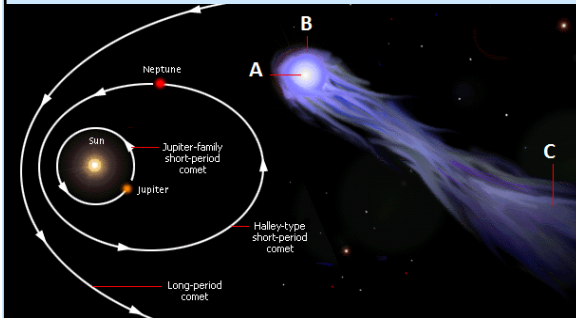 B
A
Neptune
Sun
Jupiter-family
short-period
comet
Jupiter
C
Halley-type
short-period
comet
Long-period
comet